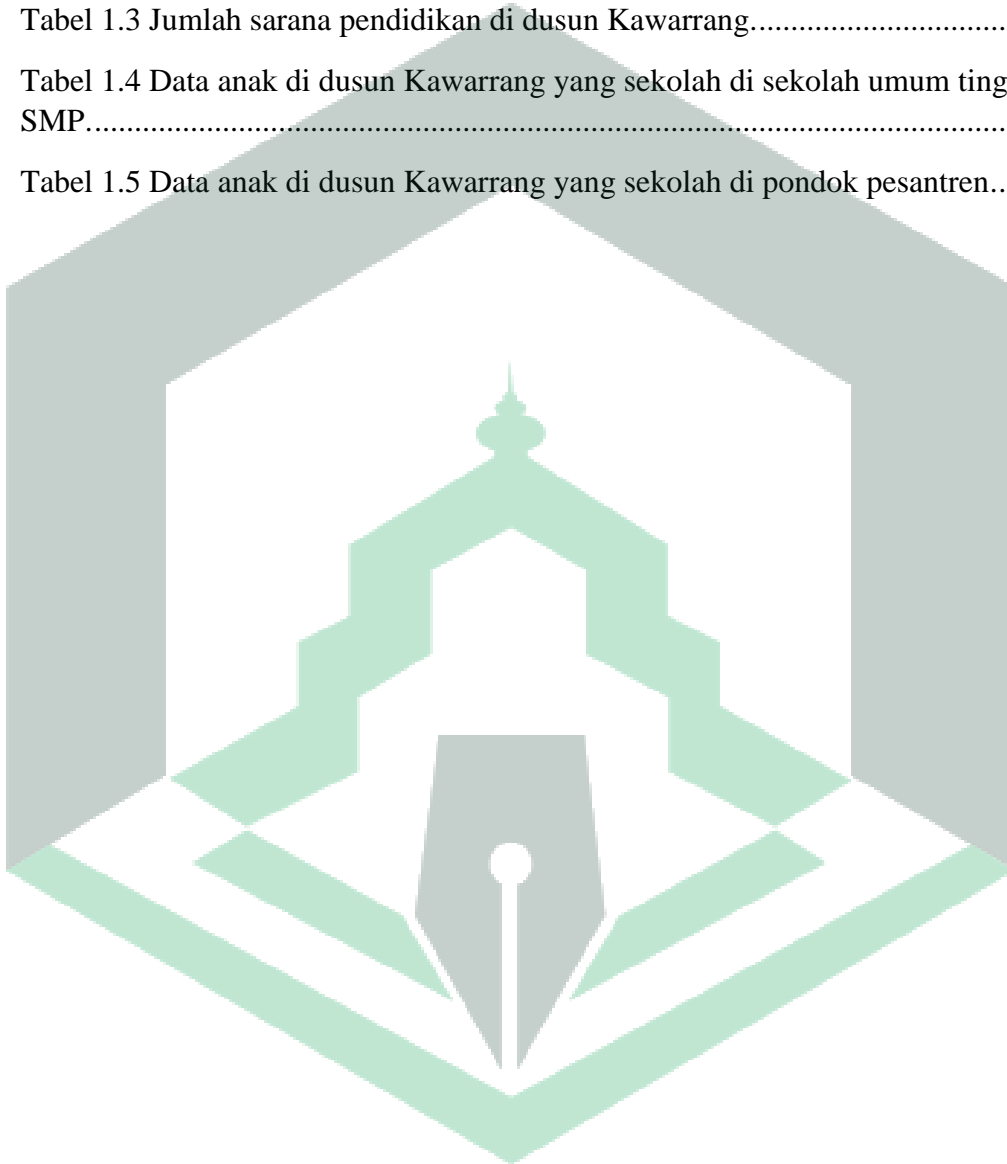 Tabel 1.3 Jumlah sarana pendidikan di dusun Kawarrang................................
Tabel 1.4 Data anak di dusun Kawarrang yang sekolah di sekolah umum
SMP.......................................................................................................
Tabel 1.5 Data anak di dusun Kawarrang yang sekolah di pondok pesantren...